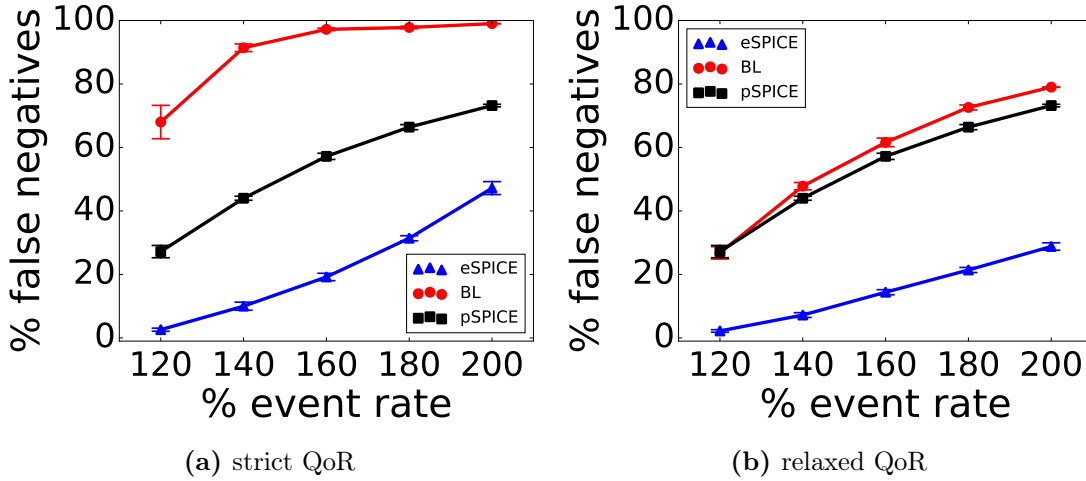 % false negatives
100
80
60
40
20
0
120 140 160 180 200
% event rate
eSPICE
BL
pSPICE
(a) strict QoR
% false negatives
100
80
60
40
20
0
120 140 160 180 200
% event rate
eSPICE
BL
pSPICE
(b) relaxed QoR